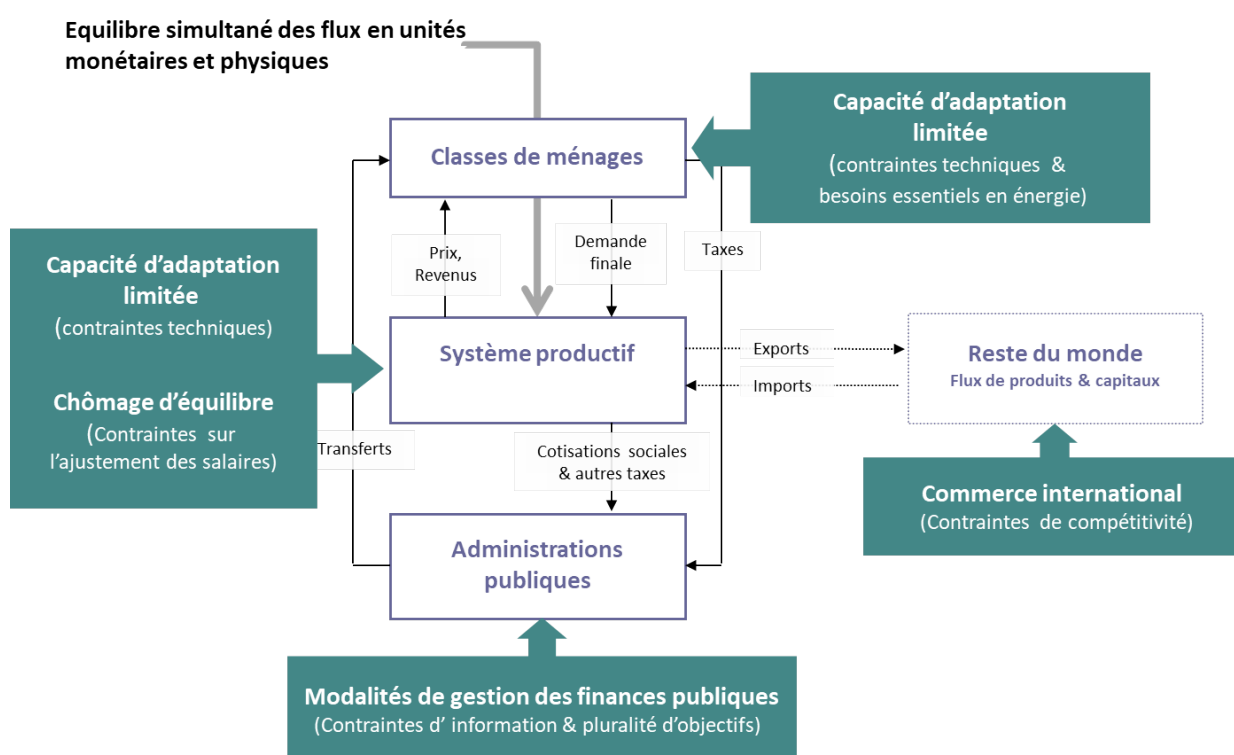 Equilibre simultané des flux en unités
monétaires et physiques
Capacité d’adaptation
limitée
(contraintes techniques &
besoins essentiels en énergie)
Classes de ménages
Prix,
Revenus
Demande
finale
Taxes
Capacité d’adaptation
limitée
(contraintes techniques)
Chômage d’équilibre
(Contraintes sur
l’ajustement des salaires)
Système productif
Exports
Imports
Reste du monde
Flux de produits & capitaux
Transferts
Cotisations sociales
& autres taxes
Commerce international
(Contraintes de compétitivité)
Administrations
publiques
Modalités de gestion des finances publiques
(Contraintes d’ information & pluralité d’objectifs)